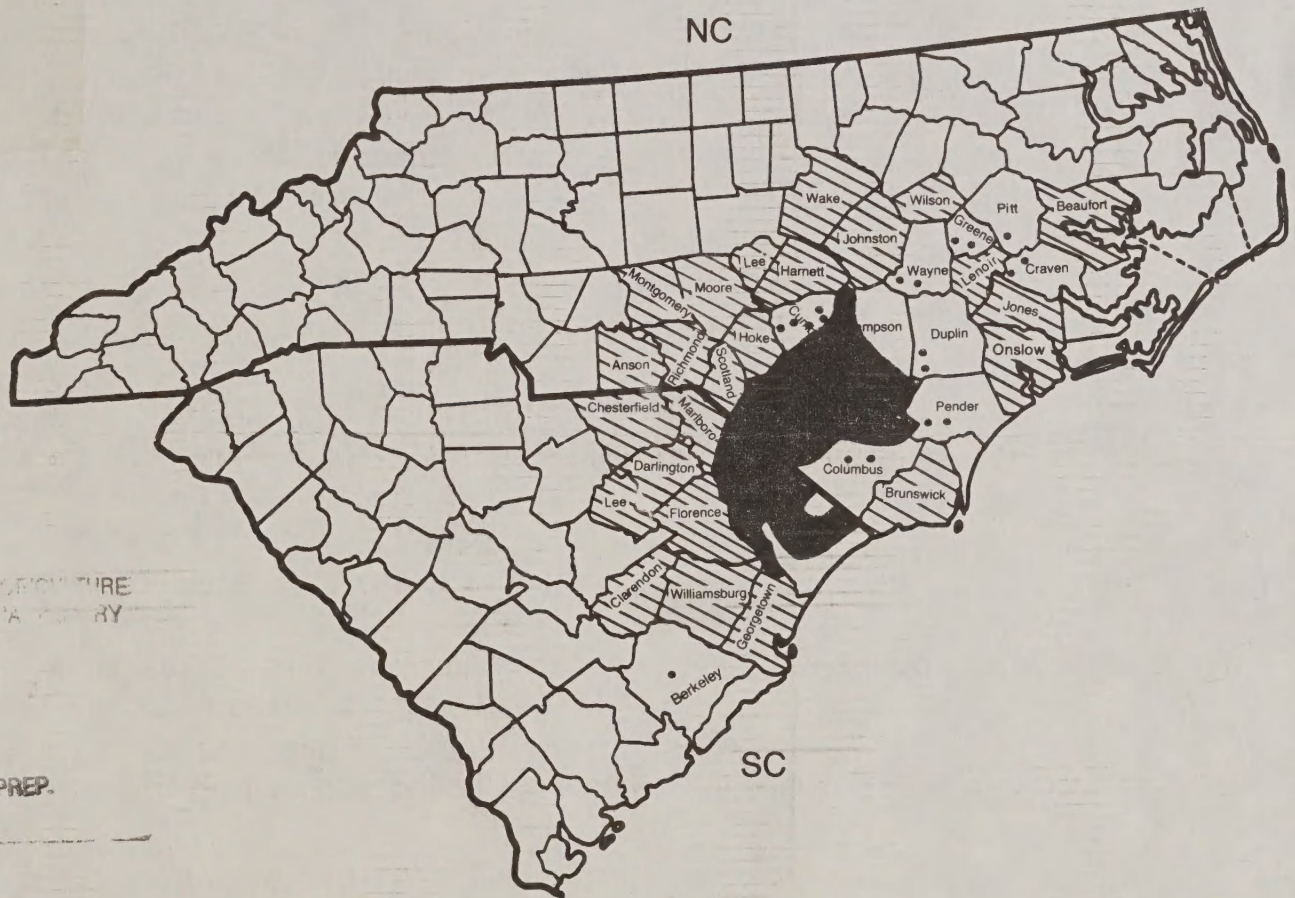 NC
Wake
Wilson
Pitt
Beaufort
Greene
Johnston
Lee
Harnett
Wayne
Lenoir
Craven
Montgomery
Moore
Jones
Hoke
mpson
Duplin
Onslow
Anson
Richmond
Scotland
Chesterfield
Marlboro
Pender
Darlington
Columbus
Lee
Brunswick
Florence
Clarendon
Williamsburg
Georgetown
Berkeley
SC
PREP.